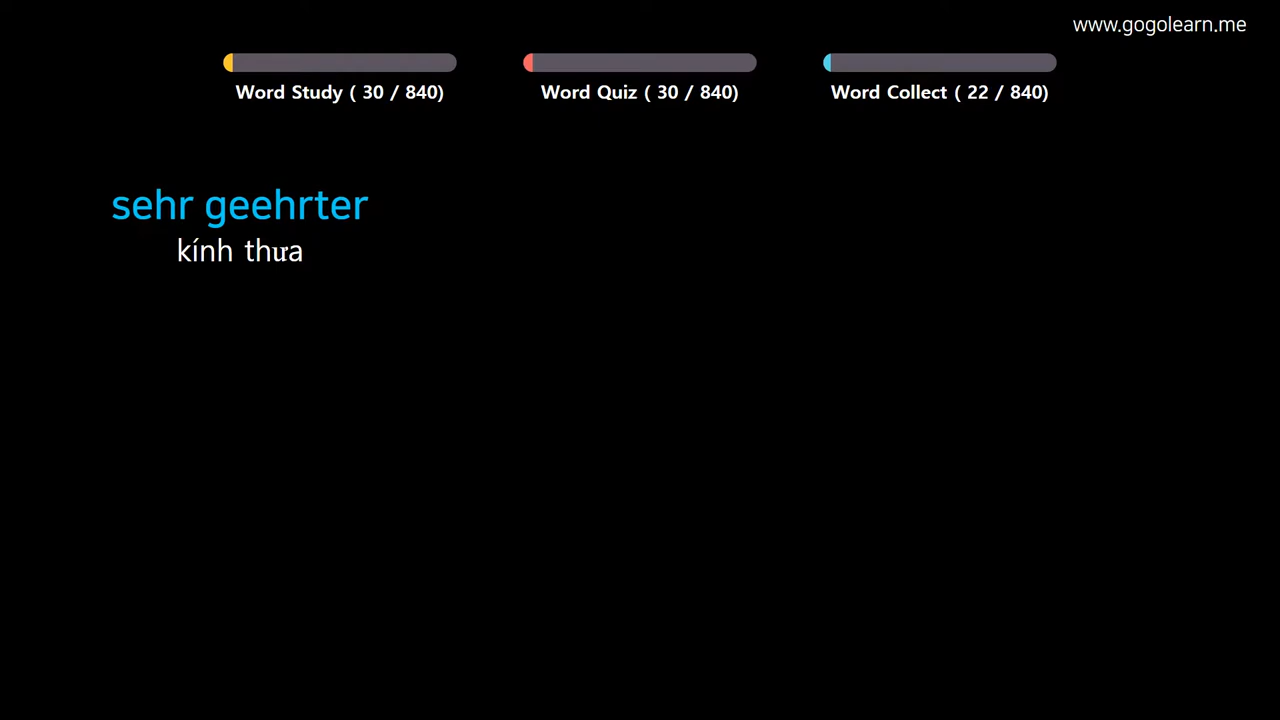 www.gogolearn.me
Word Study ( 30 / 840)
Word Quiz ( 30 / 840)
Word Collect ( 22 / 840)
sehr geehrter
kính thưa